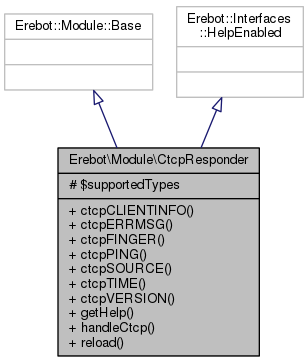 Erebot::Module::Base
Erebot::Interfaces
::HelpEnabled
Erebot\Module\CtcpResponder
# $supportedTypes
+ ctcpCLIENTINFO()
+ ctcpERRMSG()
+ ctcpFINGER()
+ ctcpPING()
+ ctcpSOURCE()
+ ctcpTIME()
+ ctcpVERSION()
+ getHelp()
+ handleCtcp()
+ reload()